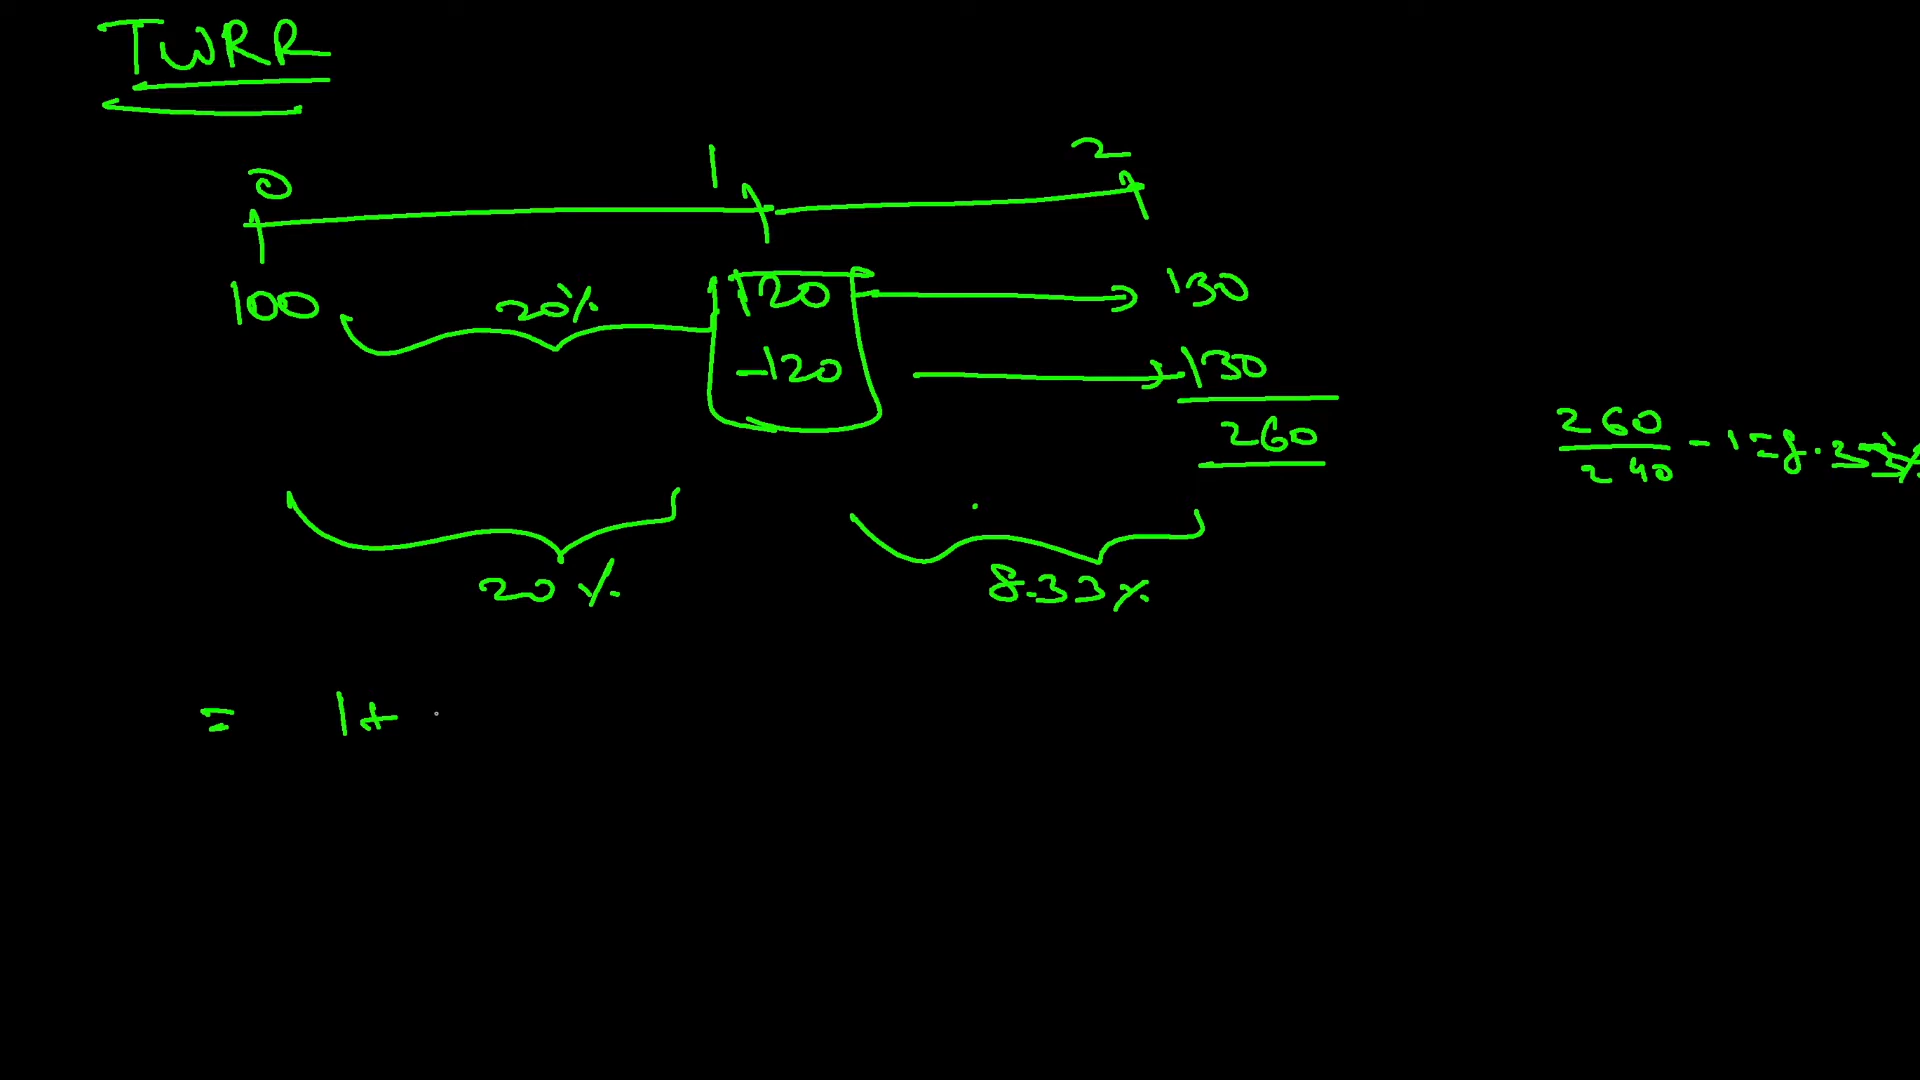 TWRR
0 1 2
100 20% 120 130
-120 130
260
260/240 - 1 = 8.33%
20% 8.33%
= 1+